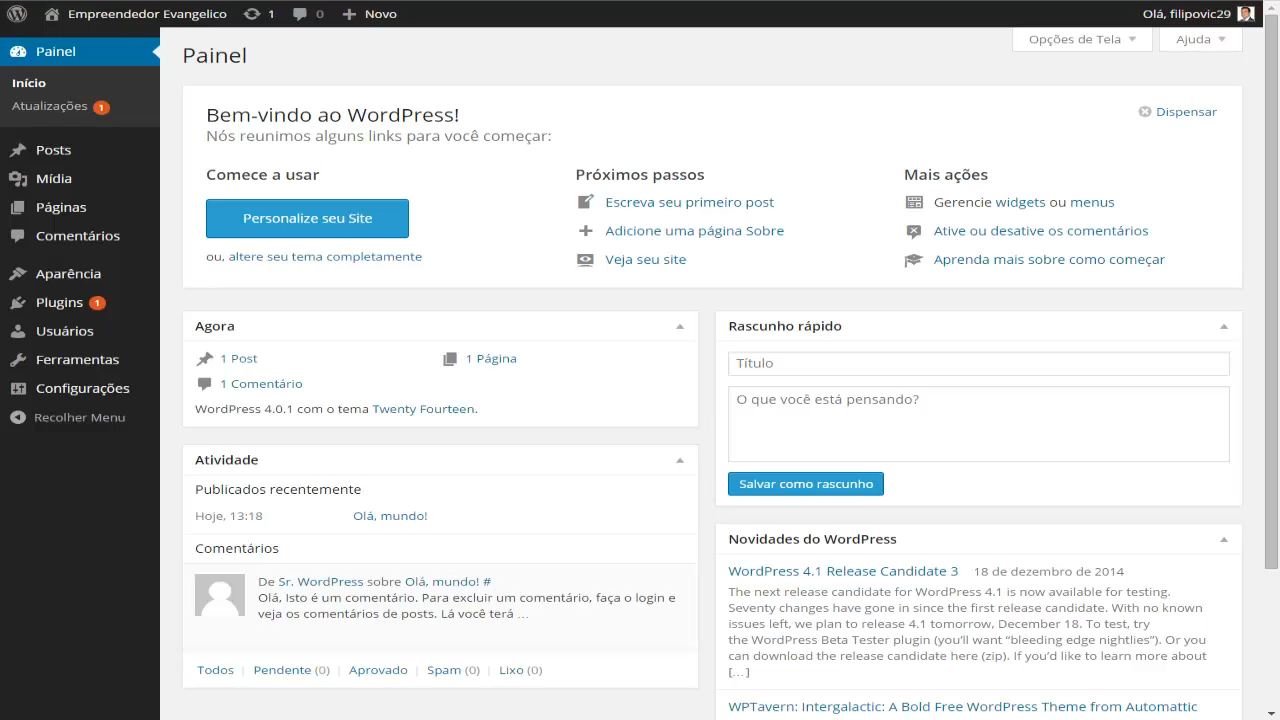 Empreendedor Evangelico 1 0 Novo Olá, filipovic29
Painel
Início
Atualizações 1
Posts
Mídia
Páginas
Comentários
Aparência
Plugins 1
Usuários
Ferramentas
Configurações
Recolher Menu
Opções de Tela Ajuda
Painel
Bem-vindo ao WordPress!
Dispensar
Nós reunimos alguns links para você começar:
Comece a usar
Personalize seu Site
ou, altere seu tema completamente
Próximos passos
Escreva seu primeiro post
Adicione uma página Sobre
Veja seu site
Mais ações
Gerencie widgets ou menus
Ative ou desative os comentários
Aprenda mais sobre como começar
Agora
1 Post 1 Página
1 Comentário
WordPress 4.0.1 com o tema Twenty Fourteen.
Atividade
Publicados recentemente
Hoje, 13:18 Olá, mundo!
Comentários
De Sr. WordPress sobre Olá, mundo! #
Olá, Isto é um comentário. Para excluir um comentário, faça o login e
veja os comentários de posts. Lá você terá …
Todos | Pendente (0) | Aprovado | Spam (0) | Lixo (0)
Rascunho rápido
Título
O que você está pensando?
Salvar como rascunho
Novidades do WordPress
WordPress 4.1 Release Candidate 3 18 de dezembro de 2014
The next release candidate for WordPress 4.1 is now available for testing.
Seventy changes have gone in since the first release candidate. With no known
issues left, we plan to release 4.1 tomorrow, December 18. To test, try
the WordPress Beta Tester plugin (you'll want “bleeding edge nightlies”). Or you
can download the release candidate here (zip). If you'd like to learn more about
[…]
WPTavern: Intergalactic: A Bold Free WordPress Theme from Automattic